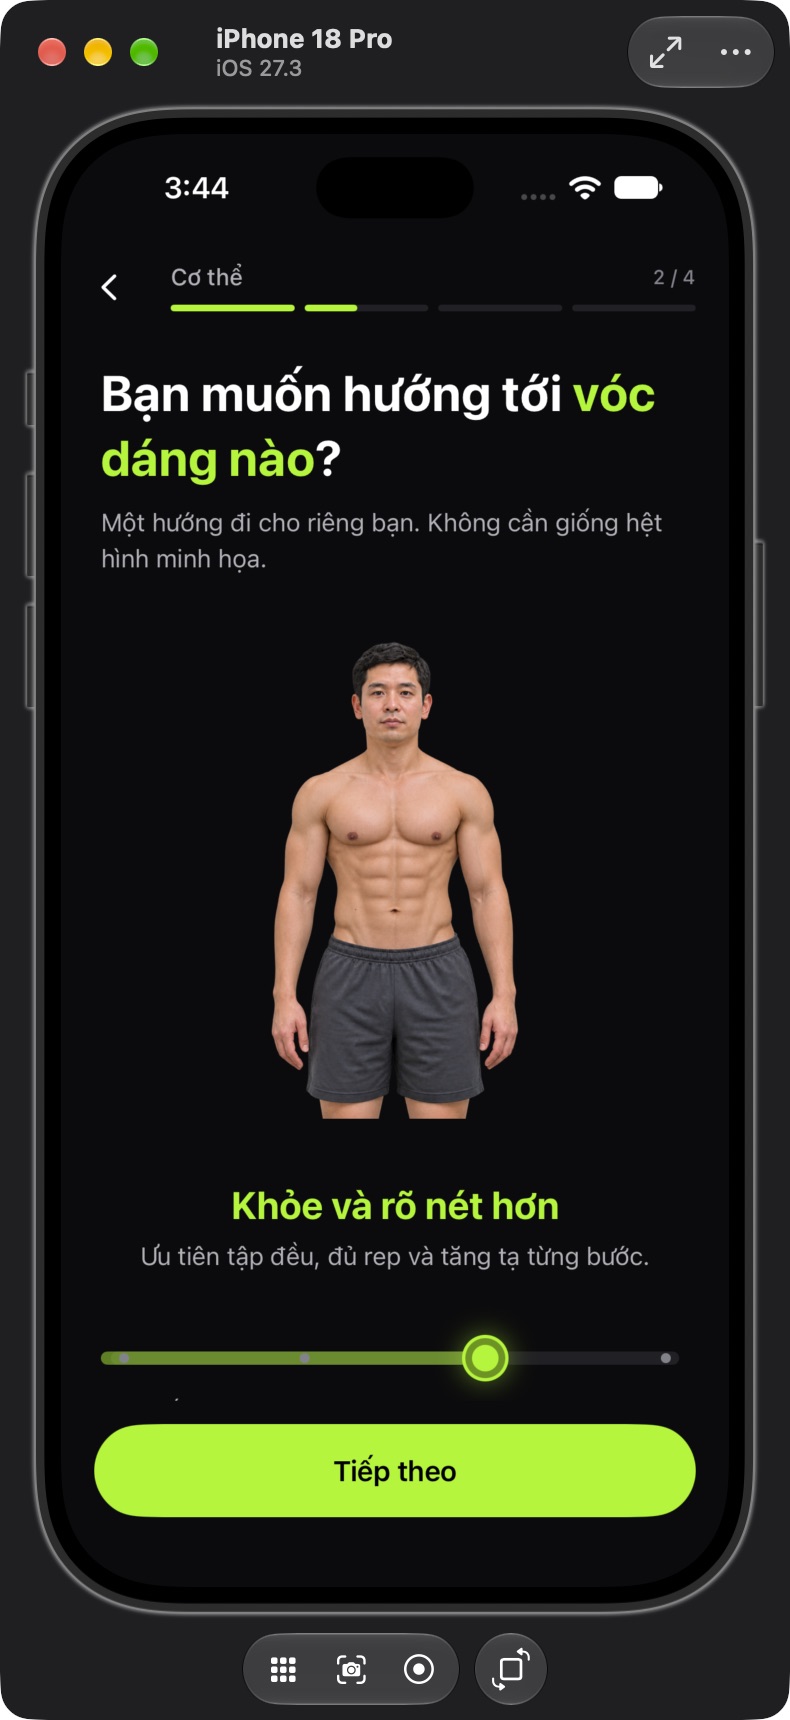 iPhone 18 Pro
iOS 27.3
3:44
Cơ thể
2 / 4
Bạn muốn hướng tới vóc
dáng nào?
Một hướng đi cho riêng bạn. Không cần giống hệt
hình minh họa.
Khỏe và rõ nét hơn
Ưu tiên tập đều, đủ rep và tăng tạ từng bước.
Tiếp theo